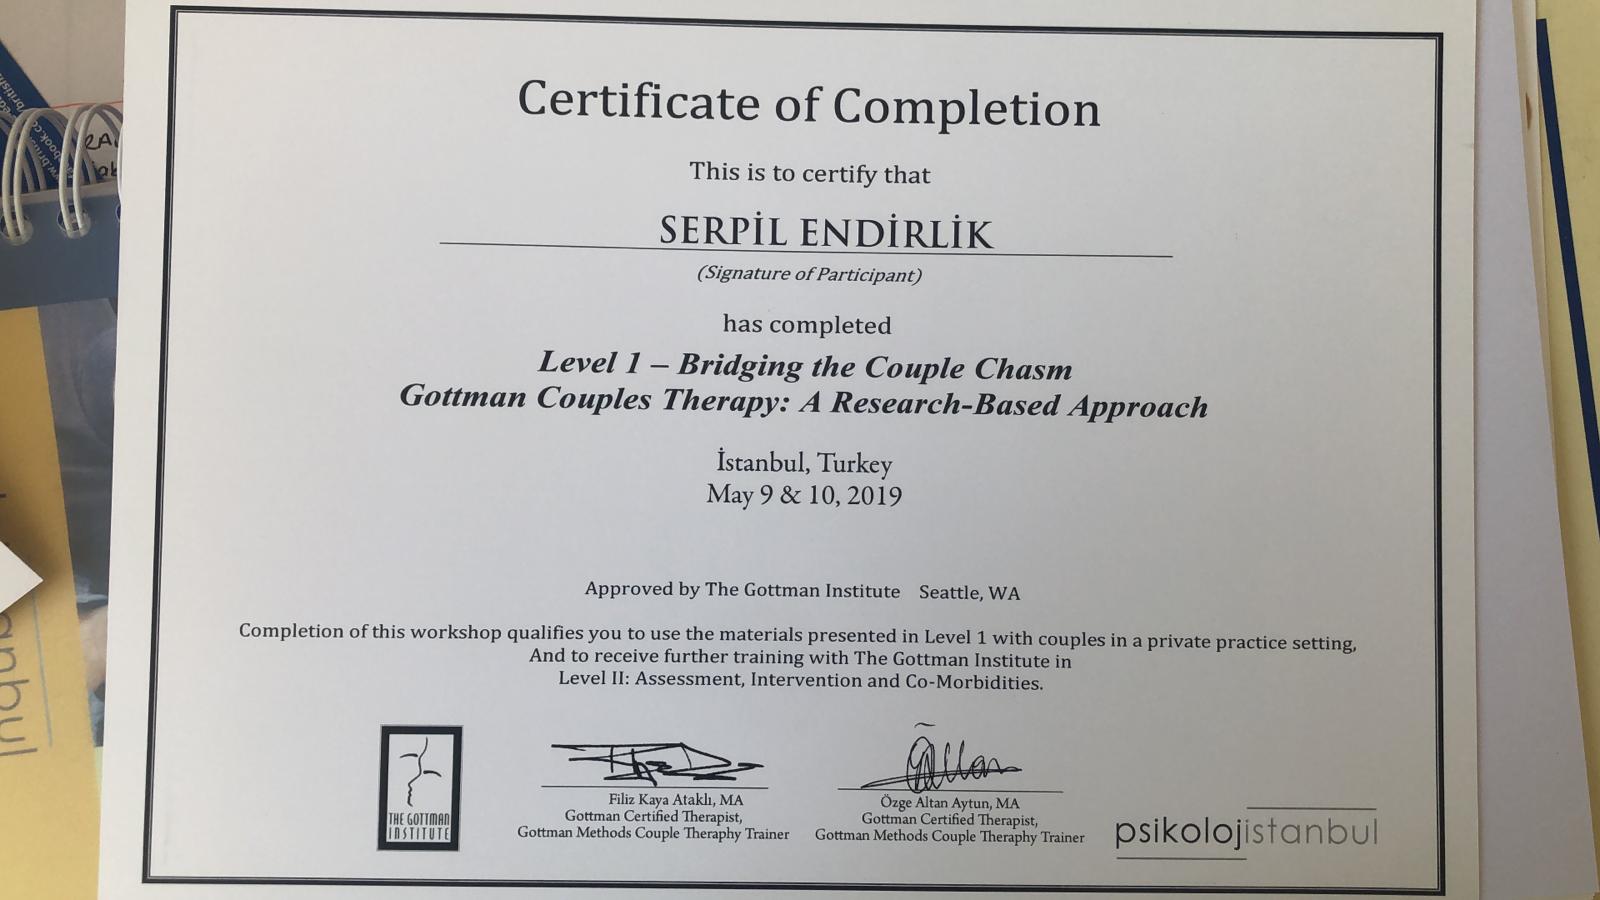 Certificate of Completion
This is to certify that
SERPİL ENDİRLİK
(Signature of Participant)
has completed
Level 1 – Bridging the Couple Chasm
Gottman Couples Therapy: A Research-Based Approach
İstanbul, Turkey
May 9 & 10, 2019
Approved by The Gottman Institute Seattle, WA
Completion of this workshop qualifies you to use the materials presented in Level 1 with couples in a private practice setting,
And to receive further training with The Gottman Institute in
Level II: Assessment, Intervention and Co-Morbidities.
THE GOTTMAN
INSTITUTE
Filiz Kaya Ataklı, MA
Gottman Certified Therapist,
Gottman Methods Couple Theraphy Trainer
Özge Altan Aytun, MA
Gottman Certified Therapist,
Gottman Methods Couple Theraphy Trainer
psikolojistanbul